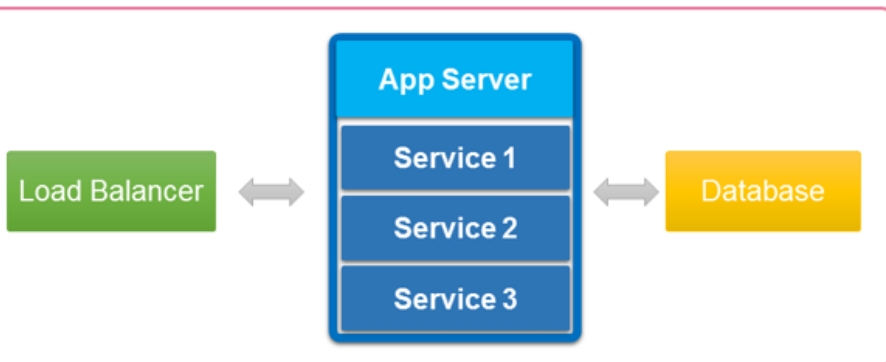 App Server
Service 1
Load Balancer
Database
Service 2
Service 3